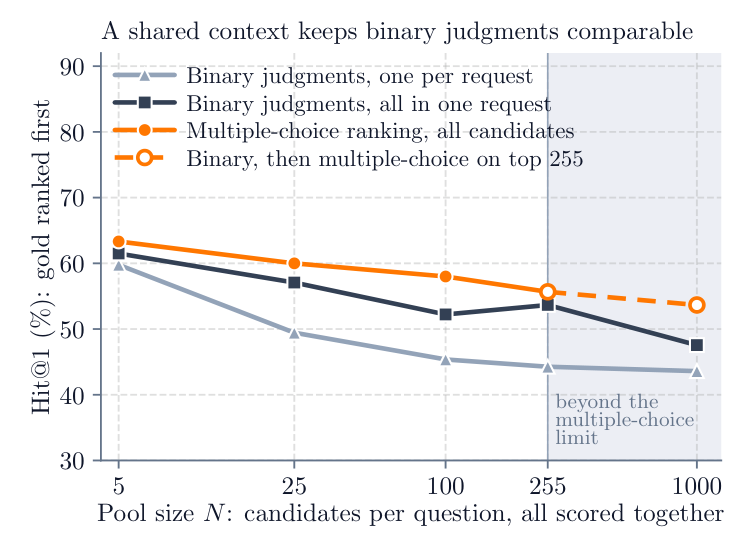 A shared context keeps binary judgments comparable
Hit@1 (%): gold ranked first
90
80
70
60
50
40
30
Binary judgments, one per request
Binary judgments, all in one request
Multiple-choice ranking, all candidates
Binary, then multiple-choice on top 255
beyond the
multiple-choice
limit
5
25
100
255
1000
Pool size N: candidates per question, all scored together